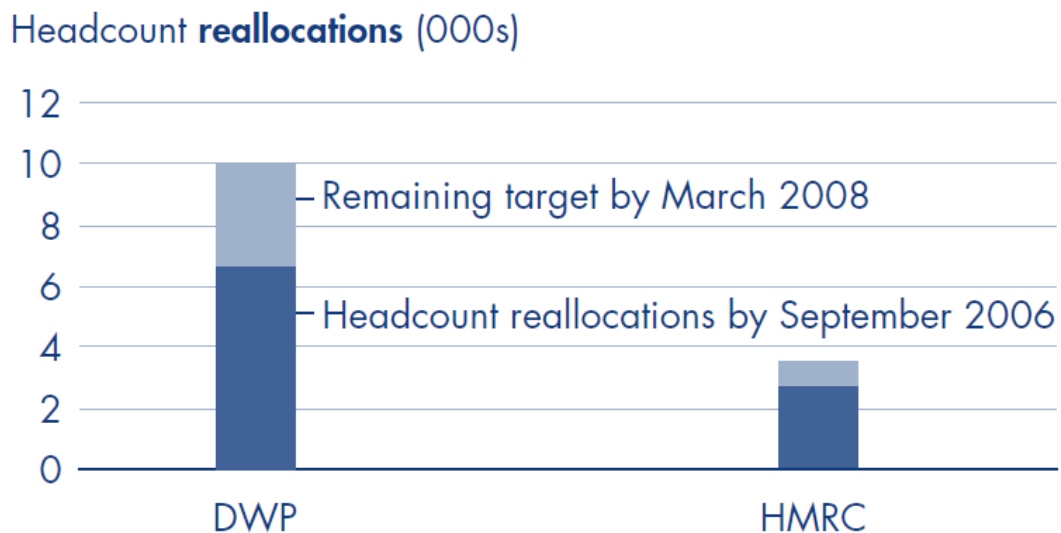 Headcount reallocations (000s)
12
10
Remaining target by March 2008
8
6
Headcount reallocations by September 2006
4
2
0
DWP
HMRC